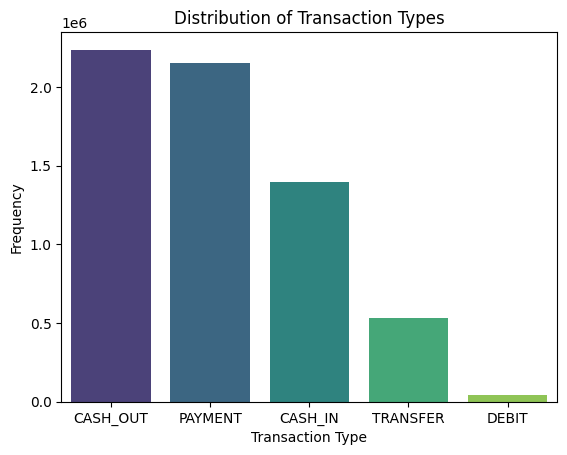 Distribution of Transaction Types
1e6
2.0
1.5
1.0
0.5
0.0
Frequency
CASH_OUT PAYMENT CASH_IN TRANSFER DEBIT
Transaction Type